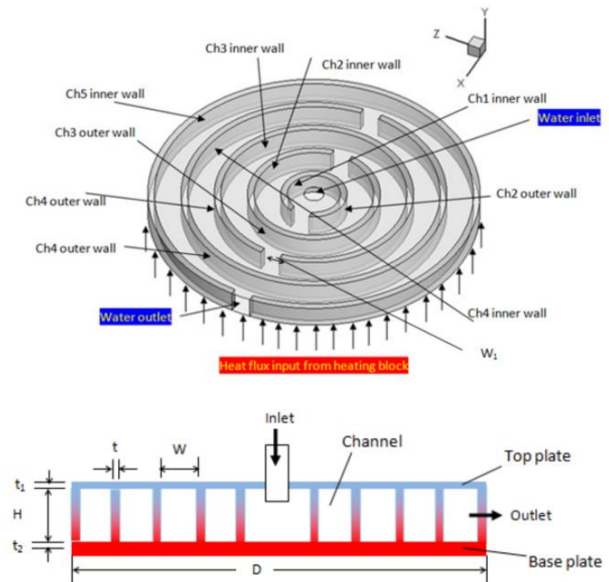 Y
Z
X
Ch3 inner wall
Ch2 inner wall
Ch5 inner wall
Ch1 inner wall
Water inlet
Ch3 outer wall
Ch4 outer wall
Ch2 outer wall
Ch4 outer wall
Water outlet
Ch4 inner wall
Heat flux input from heating block
W₁
Inlet
t
W
Channel
Top plate
t₁
H
Outlet
t₂
Base plate
D